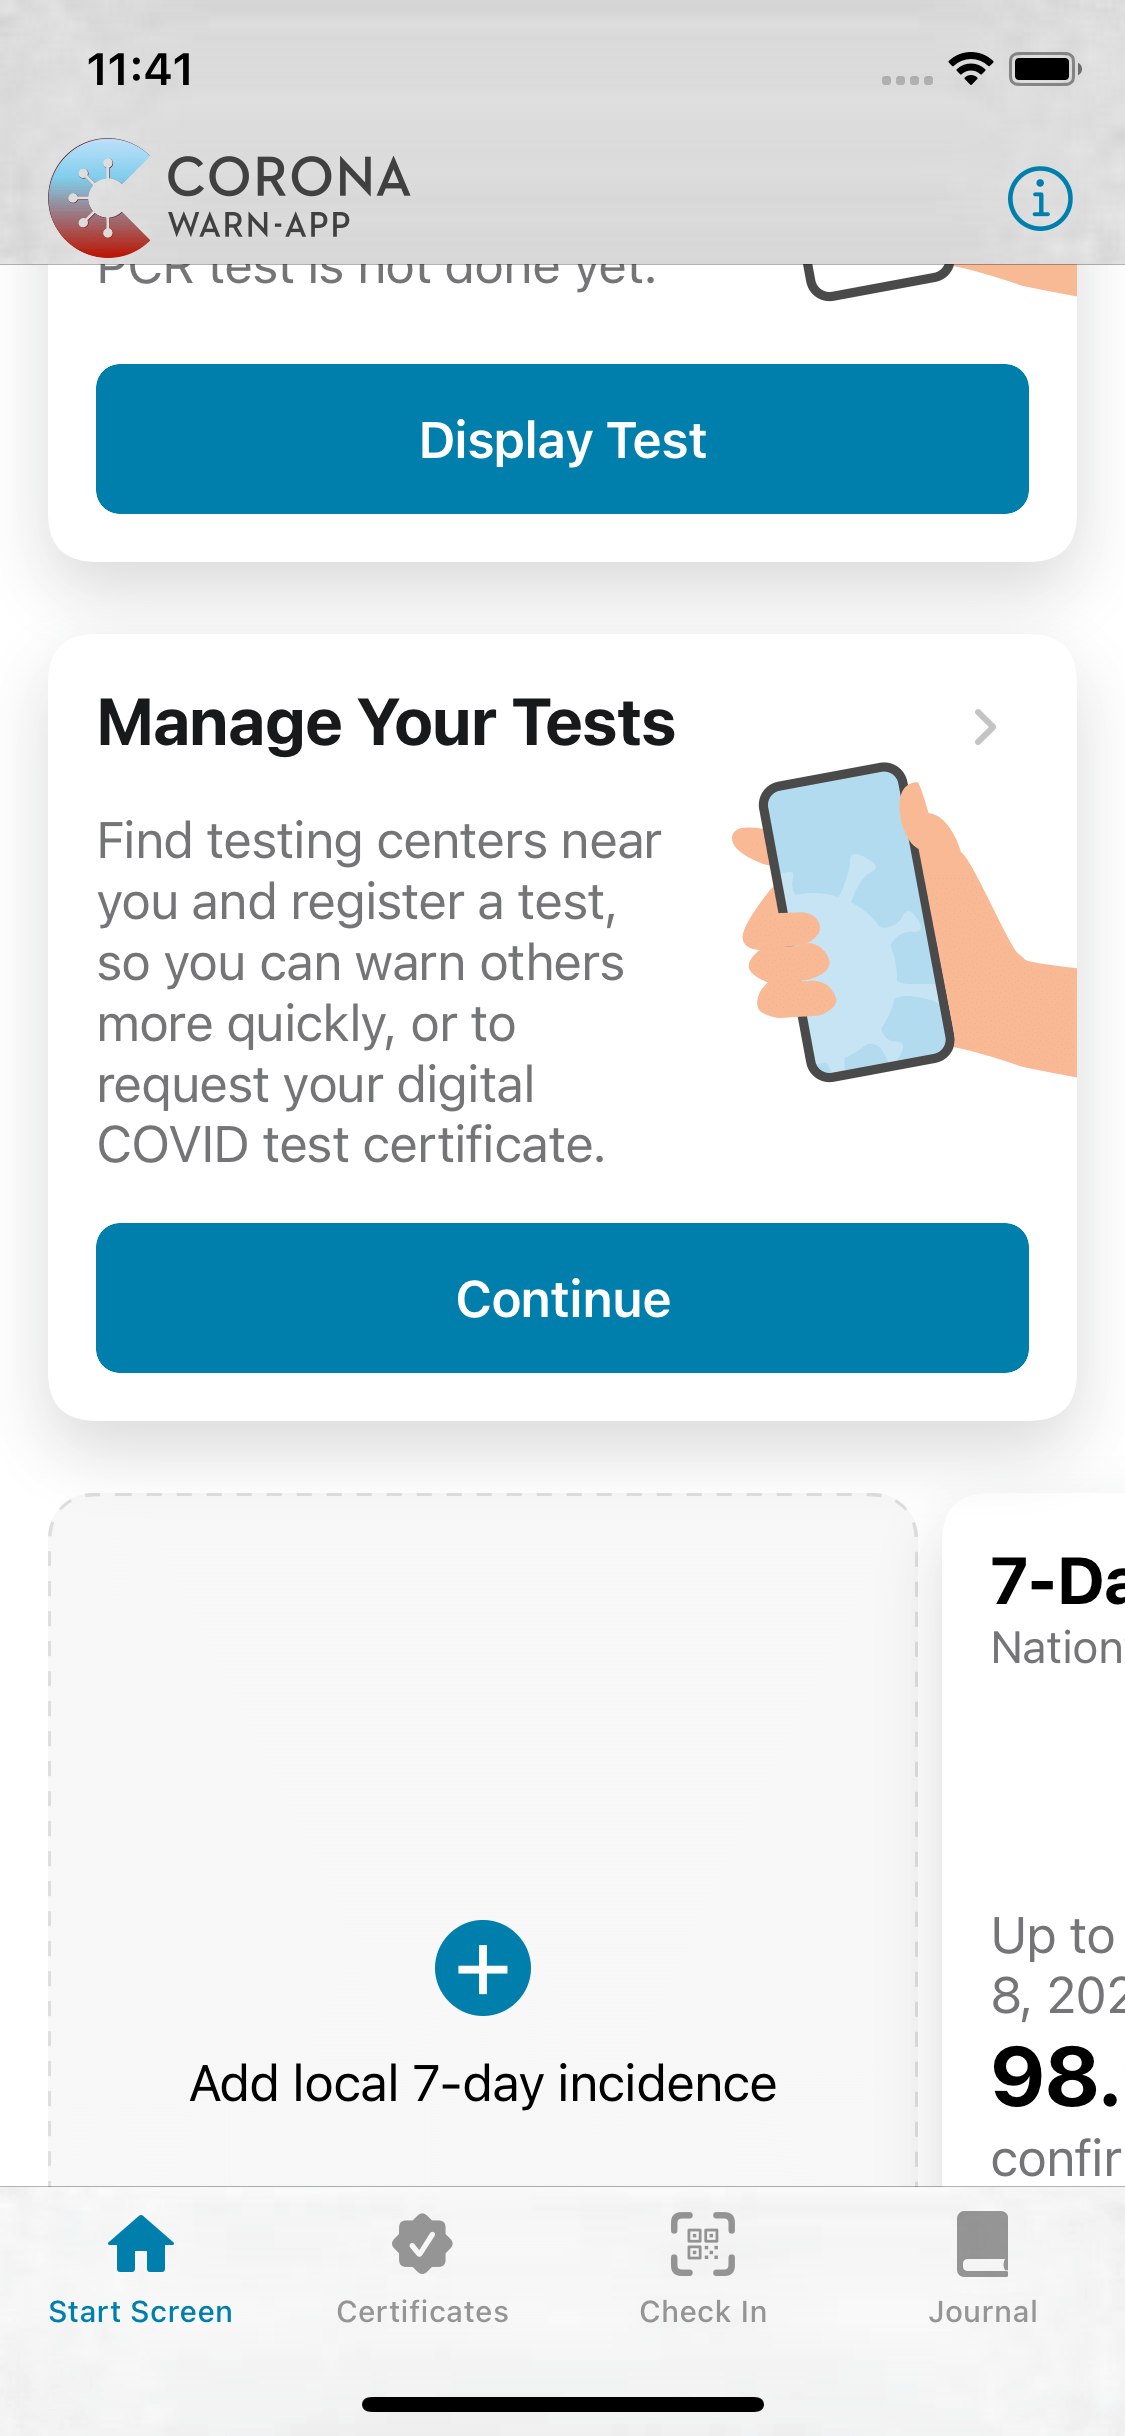 11:41
CORONA
WARN-APP
PCR test is not done yet.
Display Test
Manage Your Tests
Find testing centers near
you and register a test,
so you can warn others
more quickly, or to
request your digital
COVID test certificate.
Continue
7-Da
Nation
Up to
8, 202
98.
confir
Add local 7-day incidence
Start Screen
Certificates
Check In
Journal